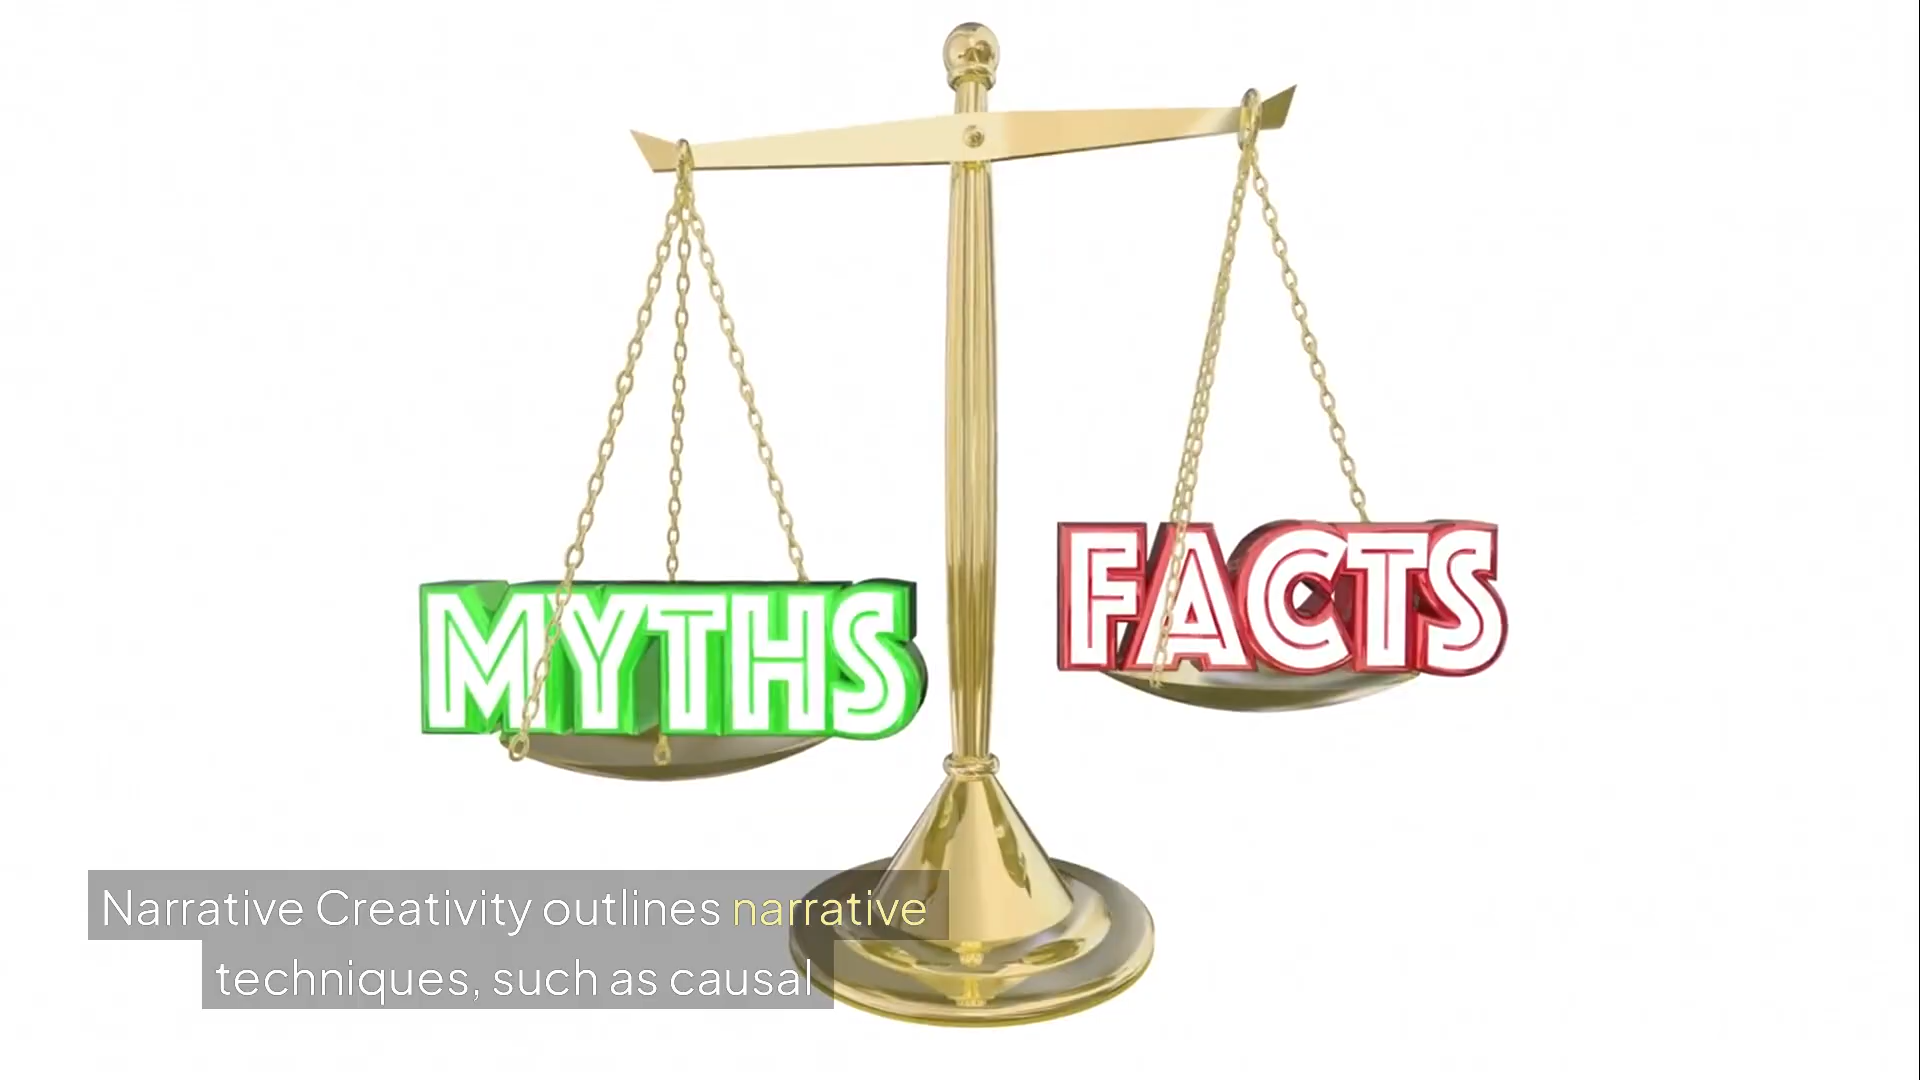 MYTHS
FACTS
Narrative Creativity outlines narrative
techniques, such as causal